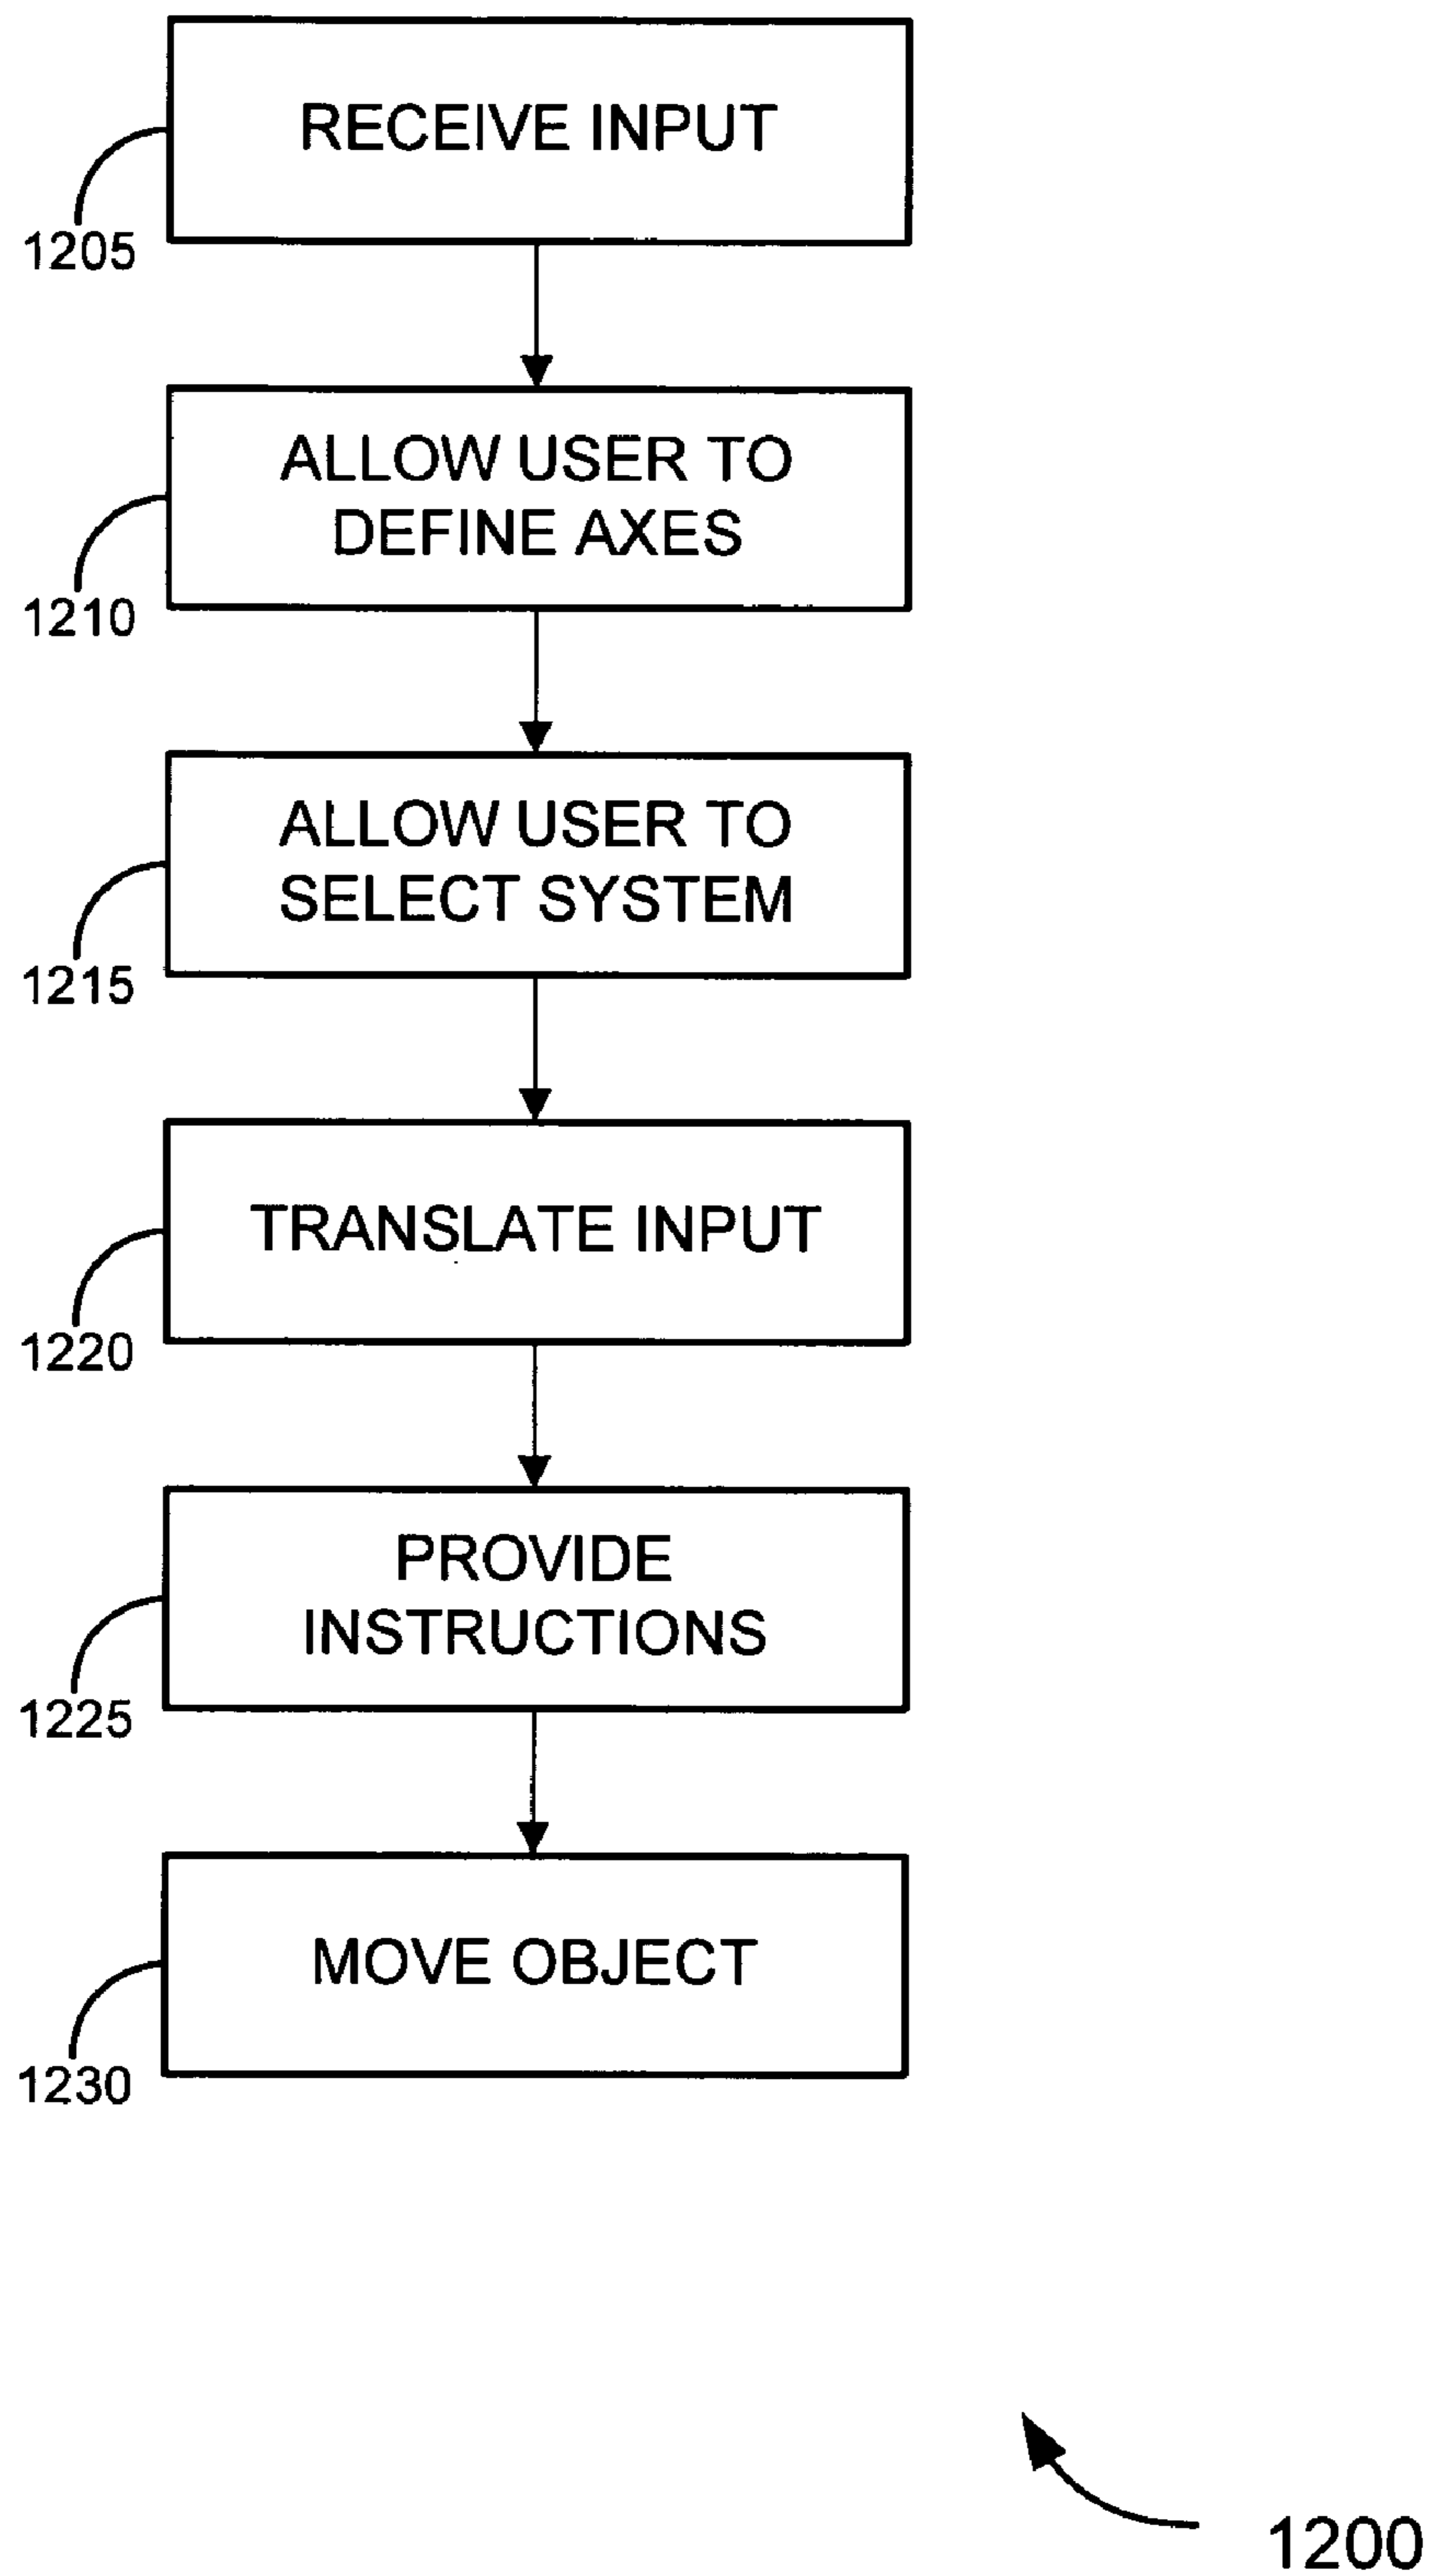 RECEIVE INPUT
1205
ALLOW USER TO
DEFINE AXES
1210
ALLOW USER TO
SELECT SYSTEM
1215
TRANSLATE INPUT
1220
PROVIDE
INSTRUCTIONS
1225
MOVE OBJECT
1230
1200